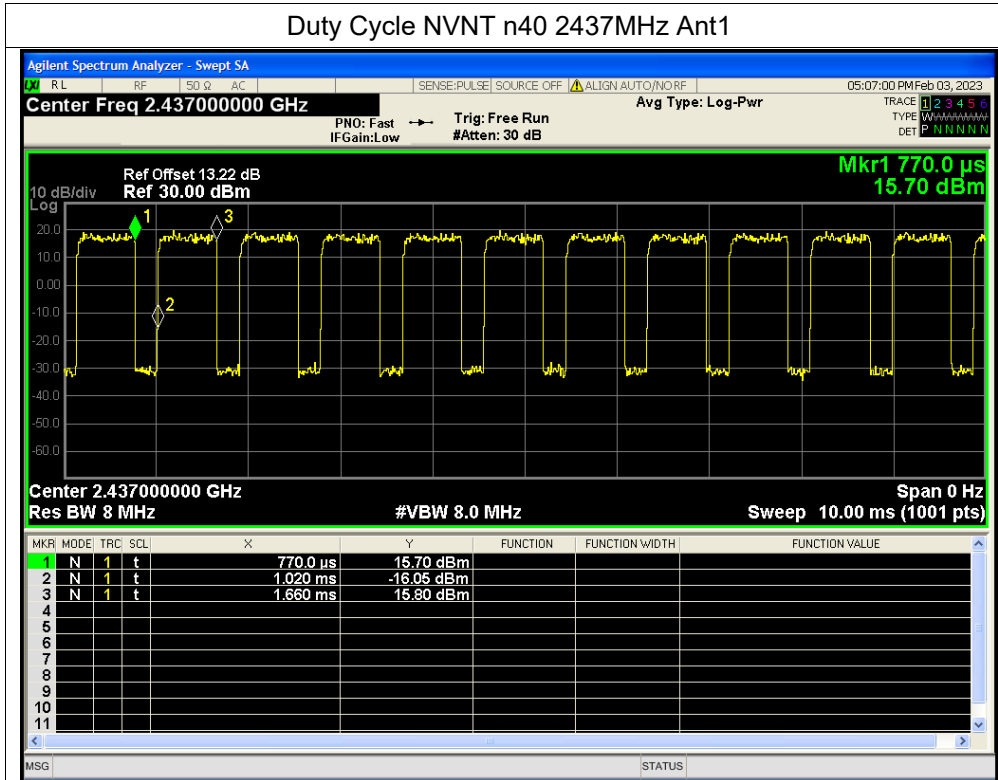 Duty Cycle NVNT n40 2437MHz Ant1
Agilent Spectrum Analyzer - Swept SA
LXI RL RF 50 Ω AC SENSE:PULSE SOURCE OFF ALIGN AUTO/NORF 05:07:00 PM Feb 03, 2023
Center Freq 2.437000000 GHz Avg Type: Log-Pwr TRACE 1 2 3 4 5 6
PNO: Fast Trig: Free Run TYPE WWWWWW
IFGain:Low #Atten: 30 dB DET P N N N N N
Mkr1 770.0 µs
Ref Offset 13.22 dB
10 dB/div Ref 30.00 dBm 15.70 dBm
Log
1 3
20.0
10.0
0.00
2
-10.0
-20.0
-30.0
-40.0
-50.0
-60.0
Center 2.437000000 GHz Span 0 Hz
Res BW 8 MHz #VBW 8.0 MHz Sweep 10.00 ms (1001 pts)
MKR MODE TRC SCL X Y FUNCTION FUNCTION WIDTH FUNCTION VALUE
1 N 1 t 770.0 µs 15.70 dBm
2 N 1 t 1.020 ms -16.05 dBm
3 N 1 t 1.660 ms 15.80 dBm
4
5
6
7
8
9
10
11
MSG STATUS